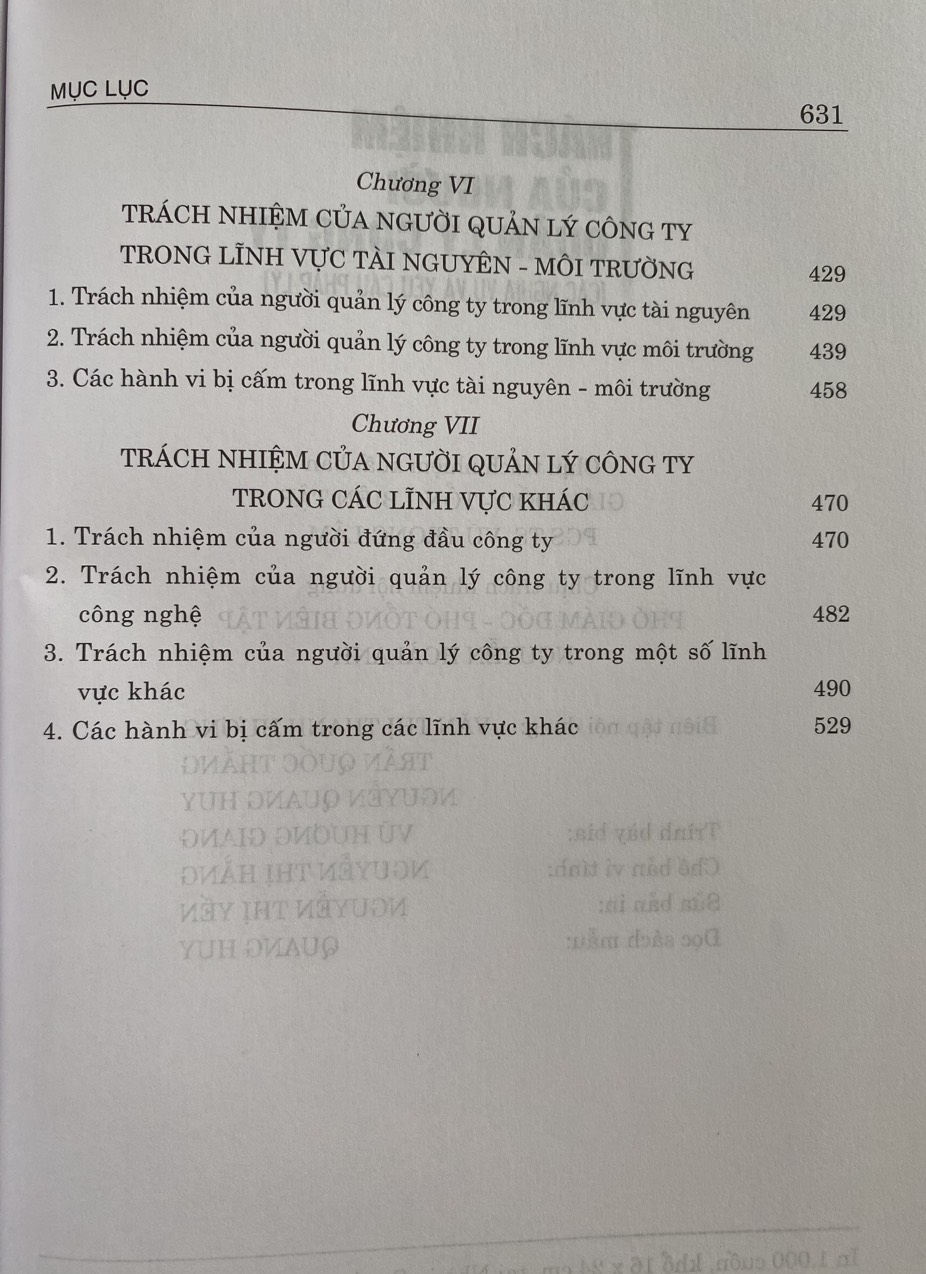 MỤC LỤC 631
Chương VI
TRÁCH NHIỆM CỦA NGƯỜI QUẢN LÝ CÔNG TY
TRONG LĨNH VỰC TÀI NGUYÊN - MÔI TRƯỜNG 429
1. Trách nhiệm của người quản lý công ty trong lĩnh vực tài nguyên 429
2. Trách nhiệm của người quản lý công ty trong lĩnh vực môi trường 439
3. Các hành vi bị cấm trong lĩnh vực tài nguyên - môi trường 458
Chương VII
TRÁCH NHIỆM CỦA NGƯỜI QUẢN LÝ CÔNG TY
TRONG CÁC LĨNH VỰC KHÁC 470
1. Trách nhiệm của người đứng đầu công ty 470
2. Trách nhiệm của người quản lý công ty trong lĩnh vực
công nghệ 482
3. Trách nhiệm của người quản lý công ty trong một số lĩnh
vực khác 490
4. Các hành vi bị cấm trong các lĩnh vực khác 529